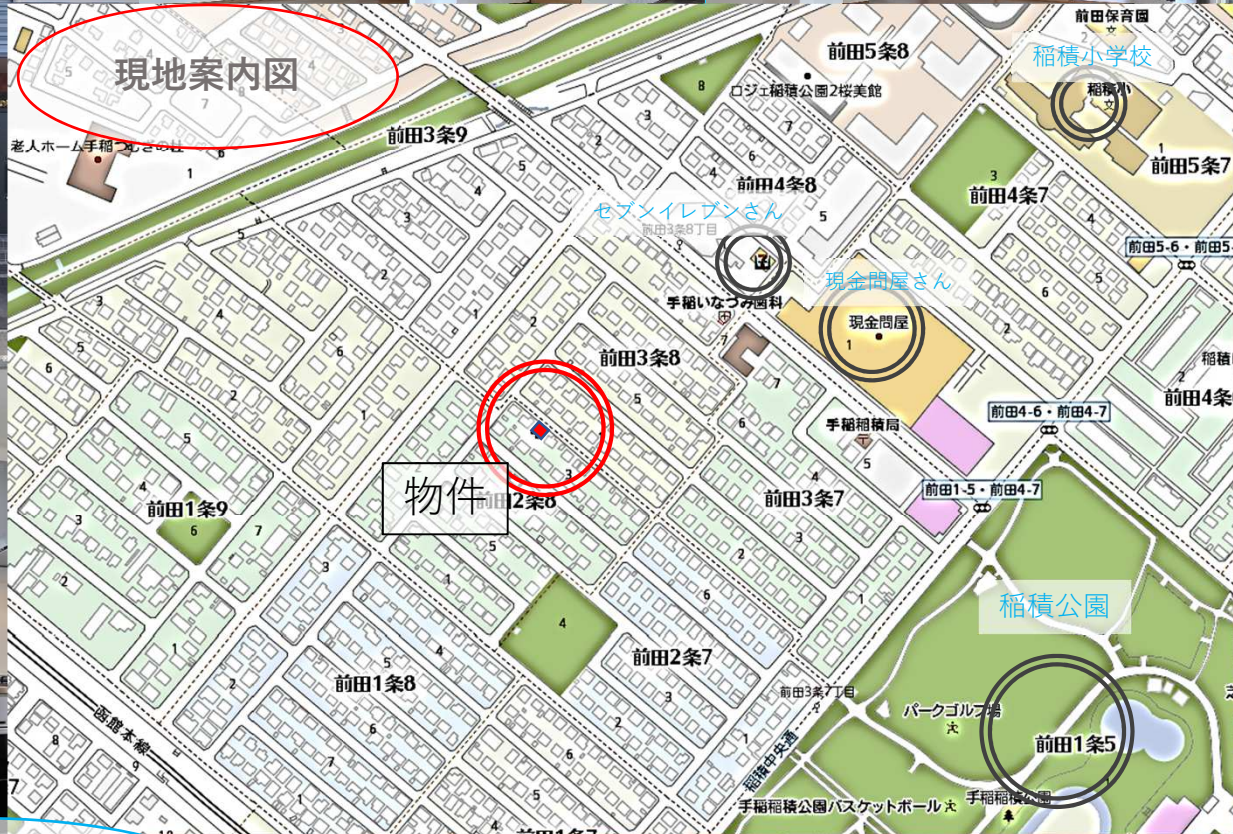 現地案内図
前田5条8
前田保育園
稲積小学校
稲積小
ロジェ稲積公園2桜美館
前田3条9
前田5条7
前田4条8
前田4条7
セブンイレブンさん
前田3条8丁目
前田5-6・前田5-
現金問屋さん
手稲いなづみ歯科
現金問屋
前田3条8
前田4-6・前田4-7
手稲稲積局
前田1-5・前田4-7
物件
前田2条8
前田3条7
前田1条9
稲積公園
前田2条7
前田1条8
前田3条7丁目
パークゴルフ場
前田1条5
函館本線
稲積中央通
手稲稲積公園バスケットボール
手稲稲積公園